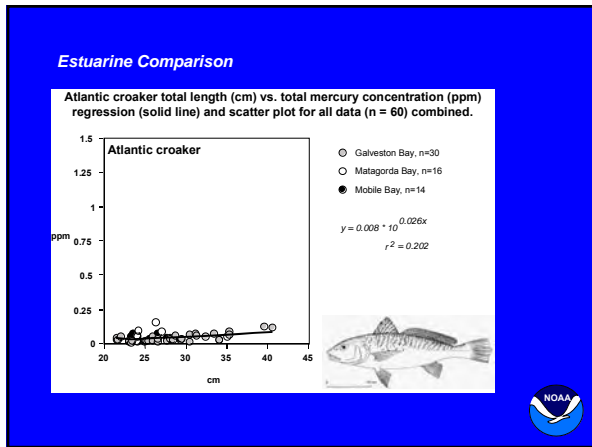 Estuarine Comparison
Atlantic croaker total length (cm) vs. total mercury concentration (ppm)
regression (solid line) and scatter plot for all data (n = 60) combined.
1.5
Atlantic croaker
1
ppm
0.75
0.5
0.25
0
20 25 30 35 40 45
cm
Galveston Bay, n=30
Matagorda Bay, n=16
Mobile Bay, n=14
y = 0.008 * 10^0.026x
r^2 = 0.202
NOAA